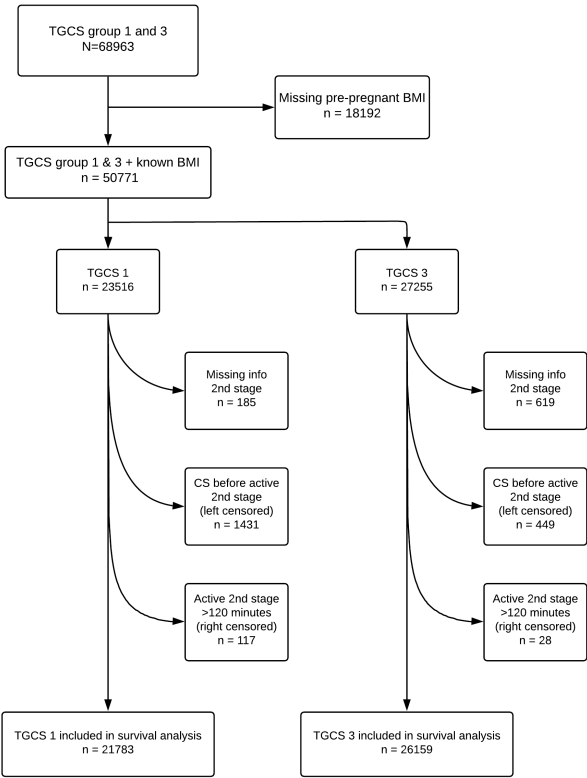 TGCS group 1 and 3
N=68963
Missing pre-pregnant BMI
n = 18192
TGCS group 1 & 3 + known BMI
n = 50771
TGCS 1
n = 23516
TGCS 3
n = 27255
Missing info
2nd stage
n = 185
Missing info
2nd stage
n = 619
CS before active
2nd stage
(left censored)
n = 1431
CS before active
2nd stage
(left censored)
n = 449
Active 2nd stage
>120 minutes
(right censored)
n = 117
Active 2nd stage
>120 minutes
(right censored)
n = 28
TGCS 1 included in survival analysis
n = 21783
TGCS 3 included in survival analysis
n = 26159